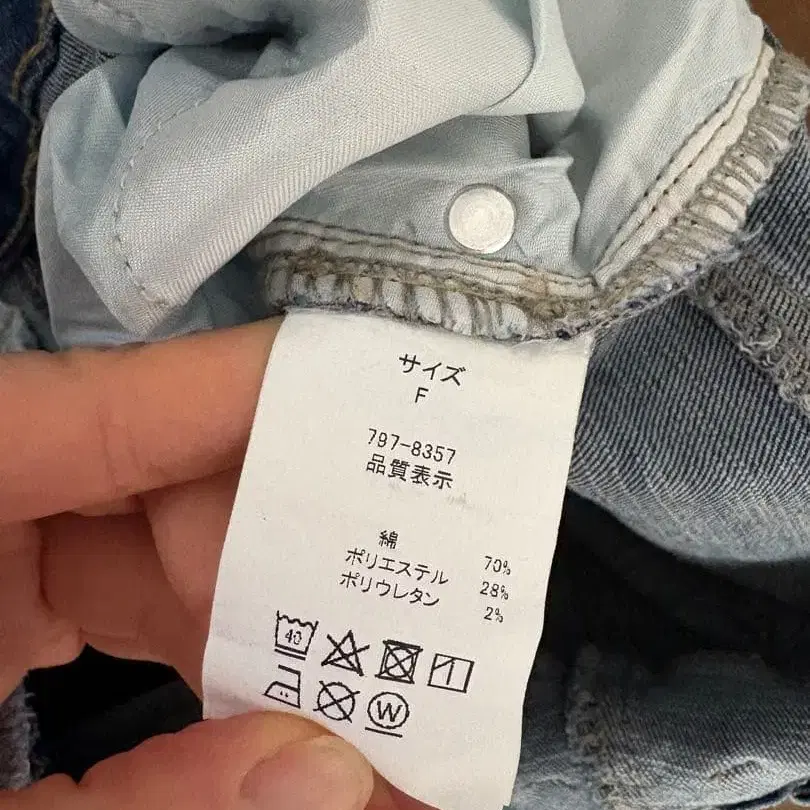 サイズ
F
797-8357
品質表示
綿 70%
ポリエステル 28%
ポリウレタン 2%
40
W